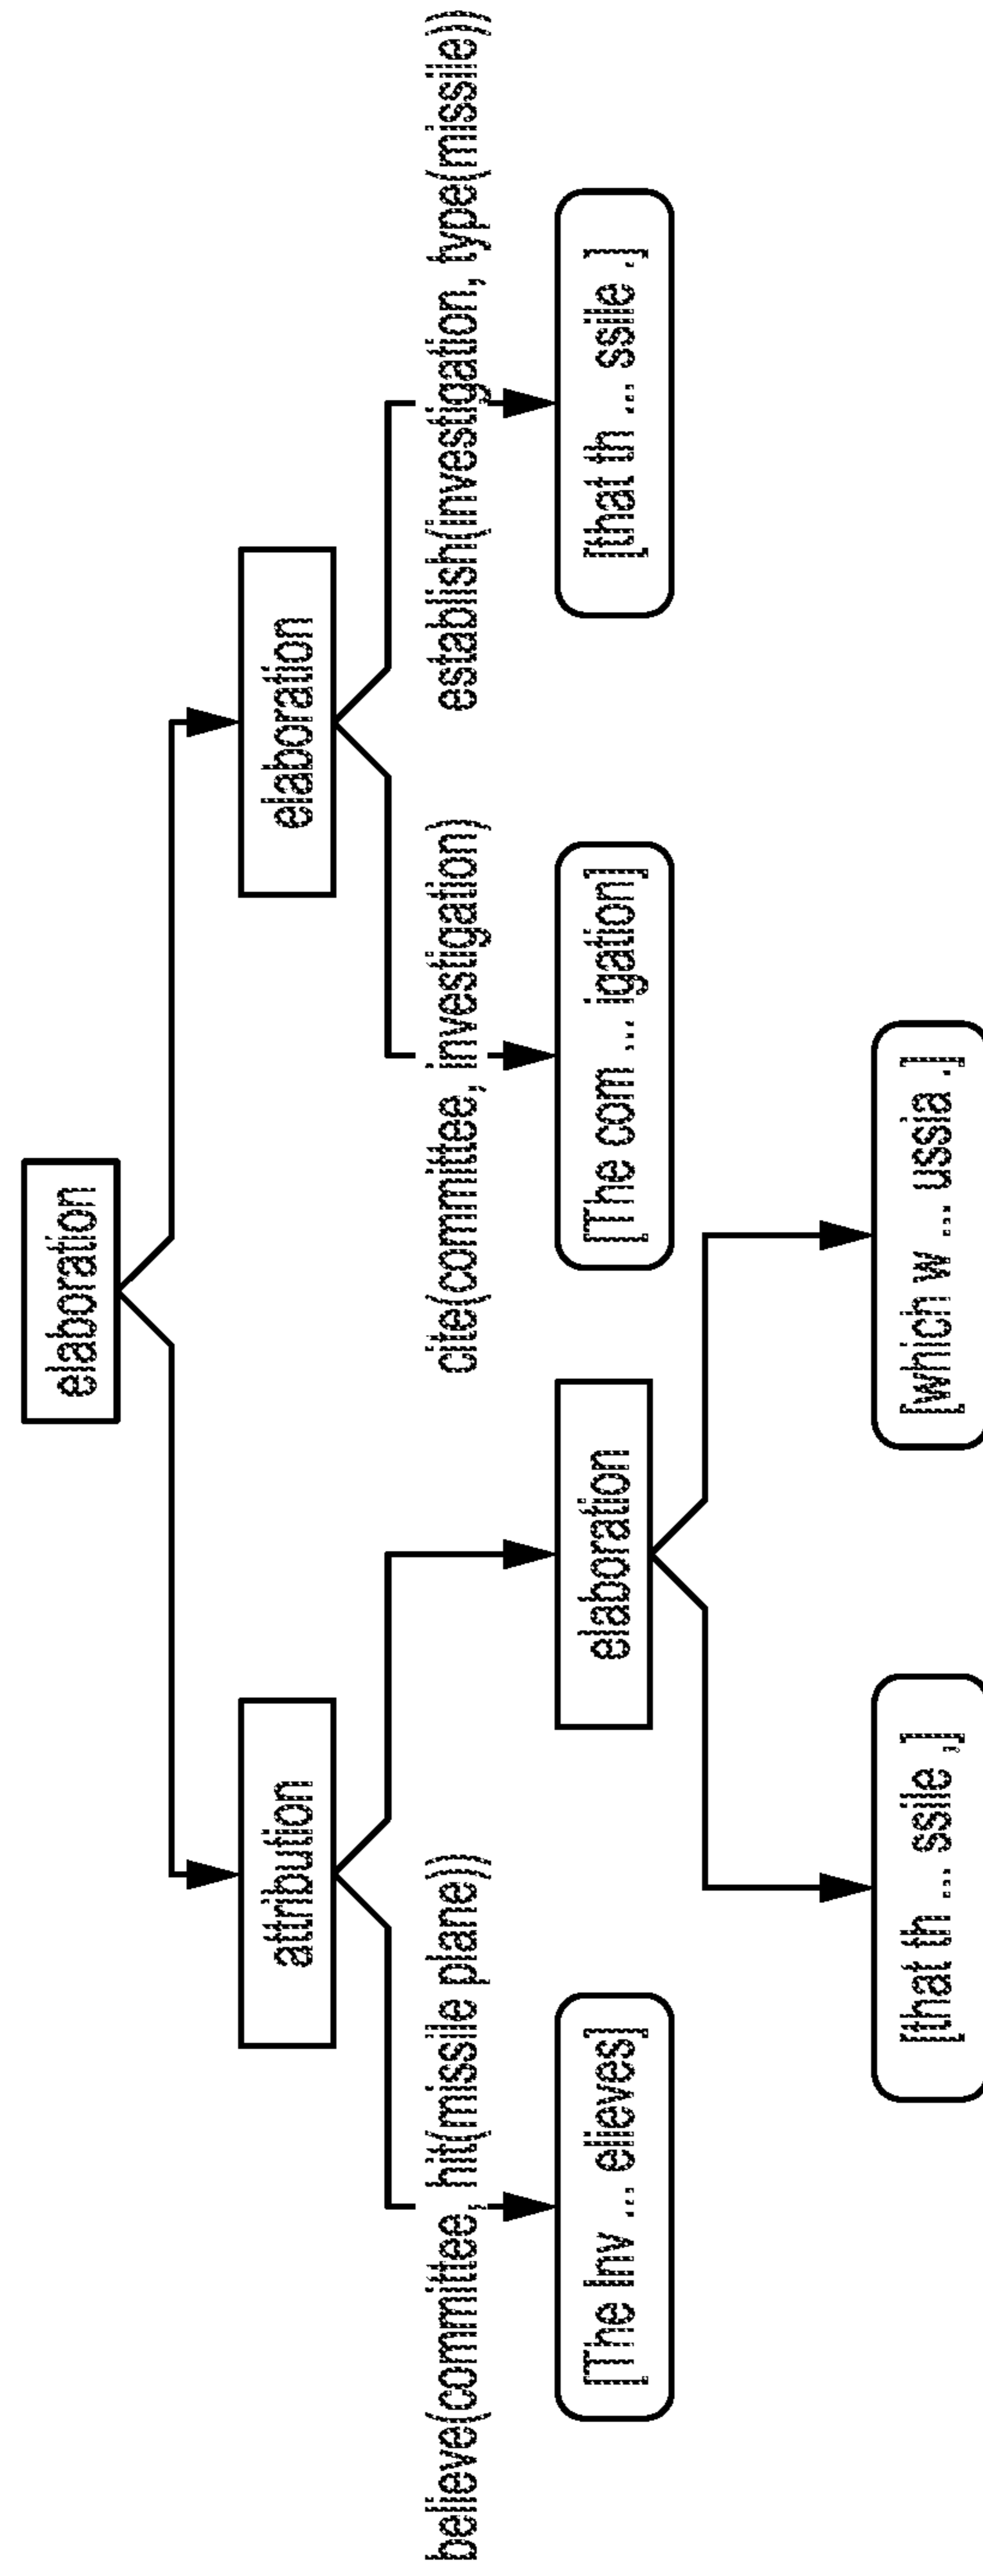 elaboration
attribution
elaboration
believe(committee, hit(missile plane))
cite(committee, investigation)
establish(investigation, type(missile))
[The Inv ... elieves]
elaboration
[The com ... igation]
[that th ... ssile .]
[that th ... ssile ,]
[which w ... ussia .]